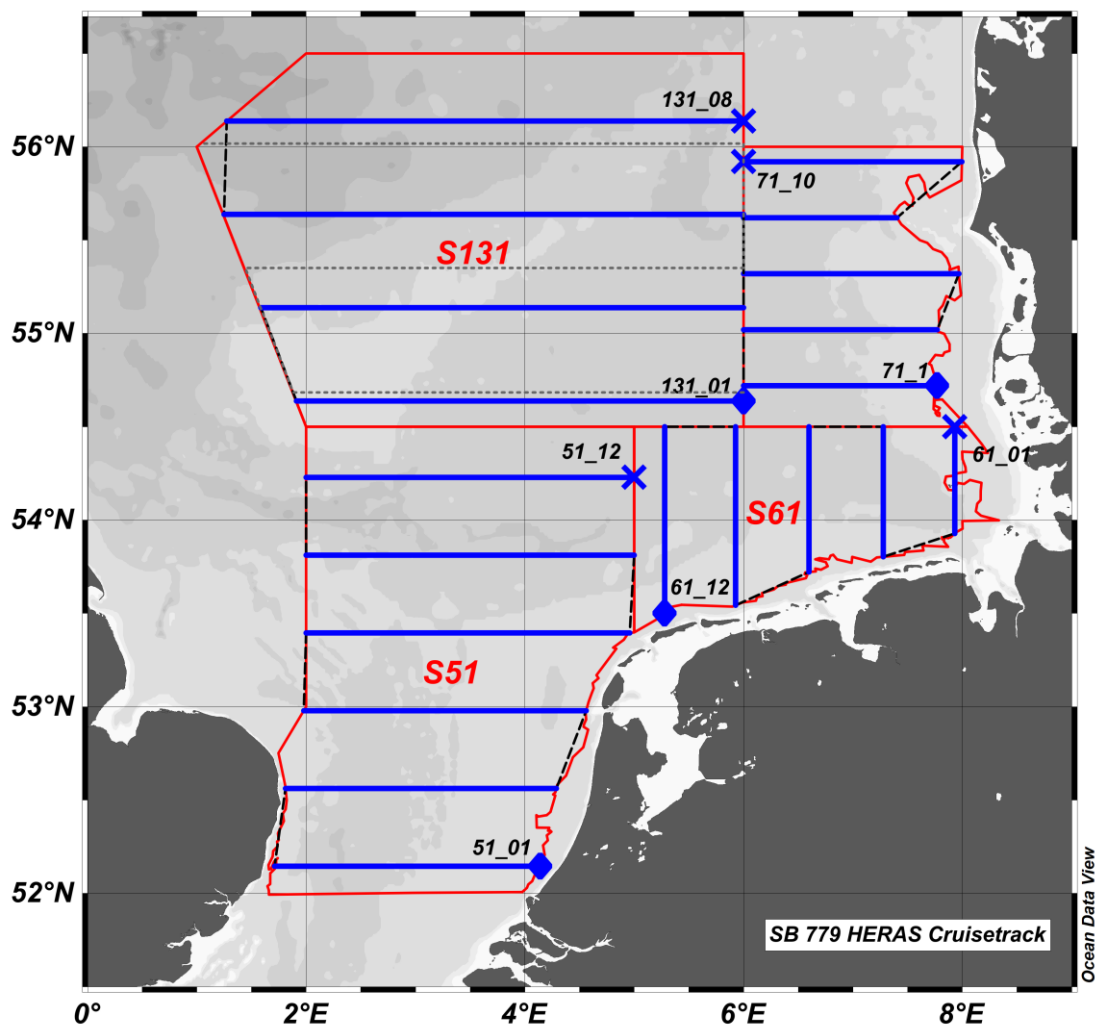 131_08
56°N
71_10
S131
55°N
131_01
71_1
51_12
61_01
54°N
S61
61_12
S51
53°N
51_01
52°N
SB 779 HERAS Cruisetrack
Ocean Data View
0°
2°E
4°E
6°E
8°E